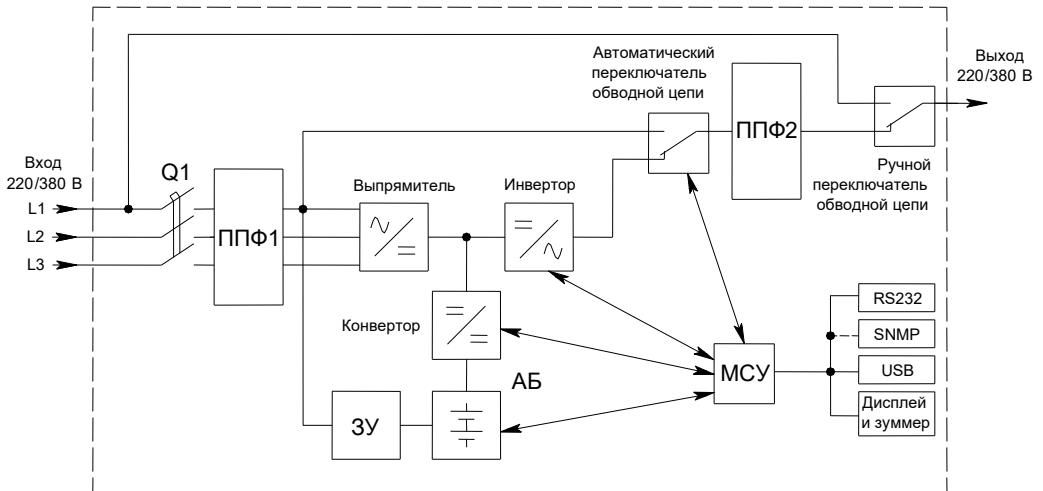 Автоматический
переключатель
обводной цепи
Выход
220/380 В
ППФ2
Вход
220/380 В
Q1
Ручной
переключатель
обводной цепи
Выпрямитель
Инвертор
L1
L2
L3
ППФ1
Конвертор
RS232
SNMP
USB
Дисплей
и зуммер
МСУ
АБ
ЗУ